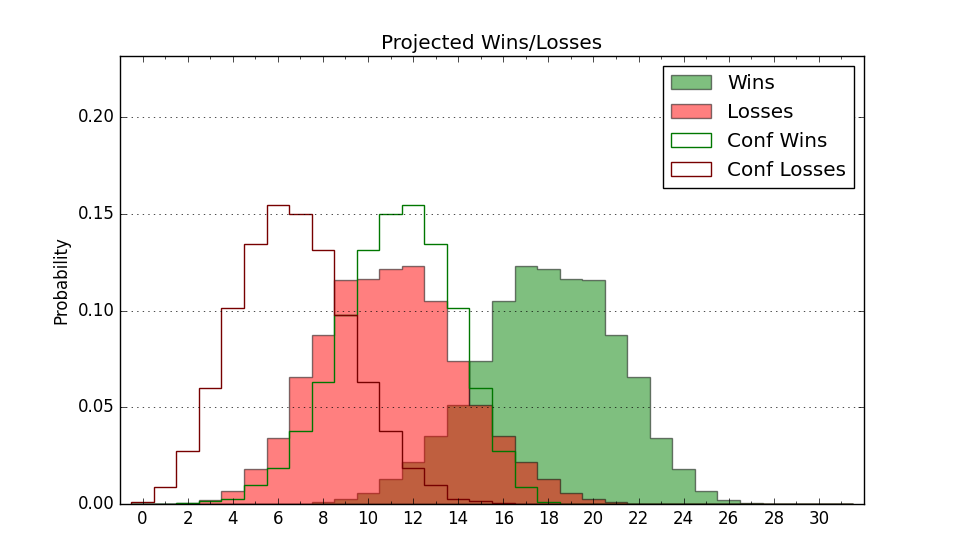 Projected Wins/Losses
Wins
Losses
Conf Wins
Conf Losses
Probability
0.20
0.15
0.10
0.05
0.00
0 2 4 6 8 10 12 14 16 18 20 22 24 26 28 30